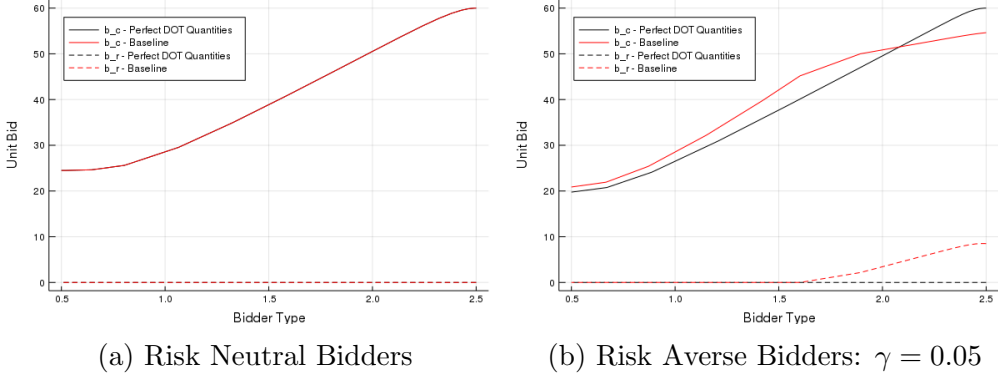 60
50
40
30
20
10
0
Unit Bid
b_c - Perfect DOT Quantities
b_c - Baseline
b_r - Perfect DOT Quantities
b_r - Baseline
0.5 1.0 1.5 2.0 2.5
Bidder Type
(a) Risk Neutral Bidders
60
50
40
30
20
10
0
Unit Bid
b_c - Perfect DOT Quantities
b_c - Baseline
b_r - Perfect DOT Quantities
b_r - Baseline
0.5 1.0 1.5 2.0 2.5
Bidder Type
(b) Risk Averse Bidders: γ = 0.05